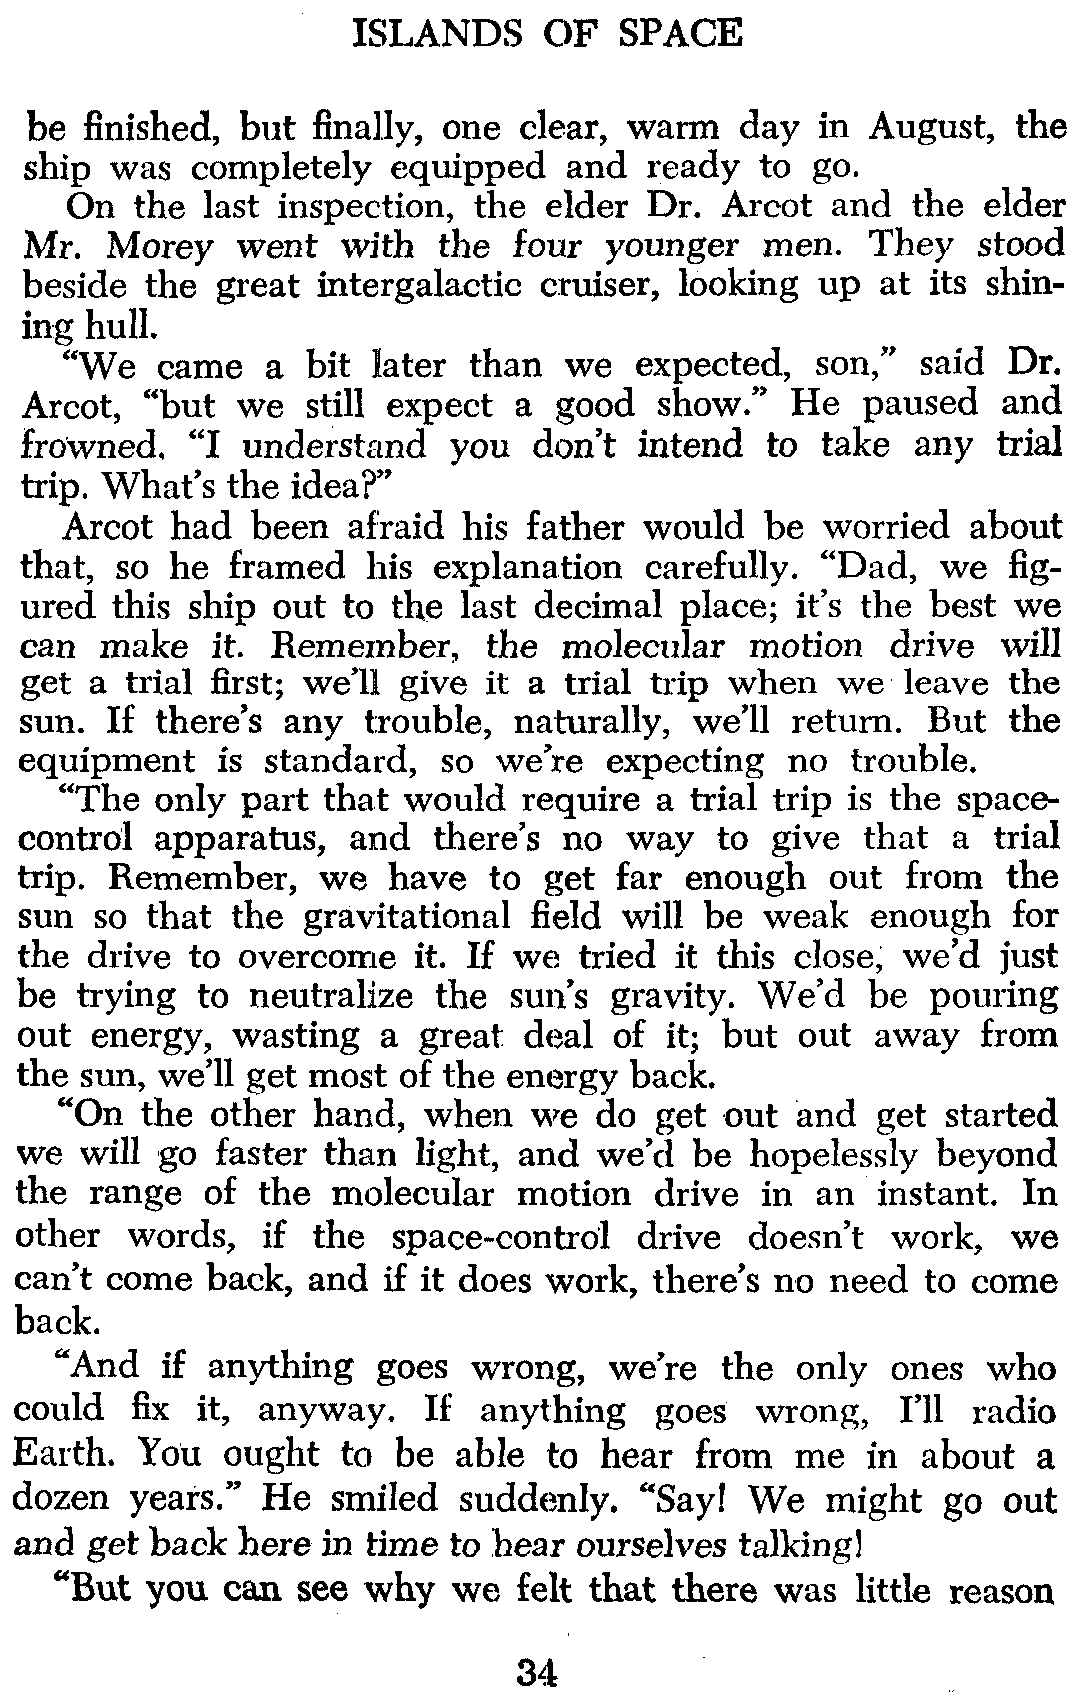 ISLANDS OF SPACE
be finished, but finally, one clear, warm day in August, the
ship was completely equipped and ready to go.
On the last inspection, the elder Dr. Arcot and the elder
Mr. Morey went with the four younger men. They stood
beside the great intergalactic cruiser, looking up at its shin-
ing hull.
“We came a bit later than we expected, son,” said Dr.
Arcot, “but we still expect a good show.” He paused and
frowned. “I understand you don’t intend to take any trial
trip. What’s the idea?”
Arcot had been afraid his father would be worried about
that, so he framed his explanation carefully. “Dad, we fig-
ured this ship out to the last decimal place; it’s the best we
can make it. Remember, the molecular motion drive will
get a trial first; we’ll give it a trial trip when we leave the
sun. If there’s any trouble, naturally, we’ll return. But the
equipment is standard, so we’re expecting no trouble.
“The only part that would require a trial trip is the space-
control apparatus, and there’s no way to give that a trial
trip. Remember, we have to get far enough out from the
sun so that the gravitational field will be weak enough for
the drive to overcome it. If we tried it this close, we’d just
be trying to neutralize the sun’s gravity. We’d be pouring
out energy, wasting a great deal of it; but out away from
the sun, we’ll get most of the energy back.
“On the other hand, when we do get out and get started
we will go faster than light, and we’d be hopelessly beyond
the range of the molecular motion drive in an instant. In
other words, if the space-control drive doesn’t work, we
can’t come back, and if it does work, there’s no need to come
back.
“And if anything goes wrong, we’re the only ones who
could fix it, anyway. If anything goes wrong, I’ll radio
Earth. You ought to be able to hear from me in about a
dozen years.” He smiled suddenly. “Say! We might go out
and get back here in time to hear ourselves talking!
“But you can see why we felt that there was little reason
34